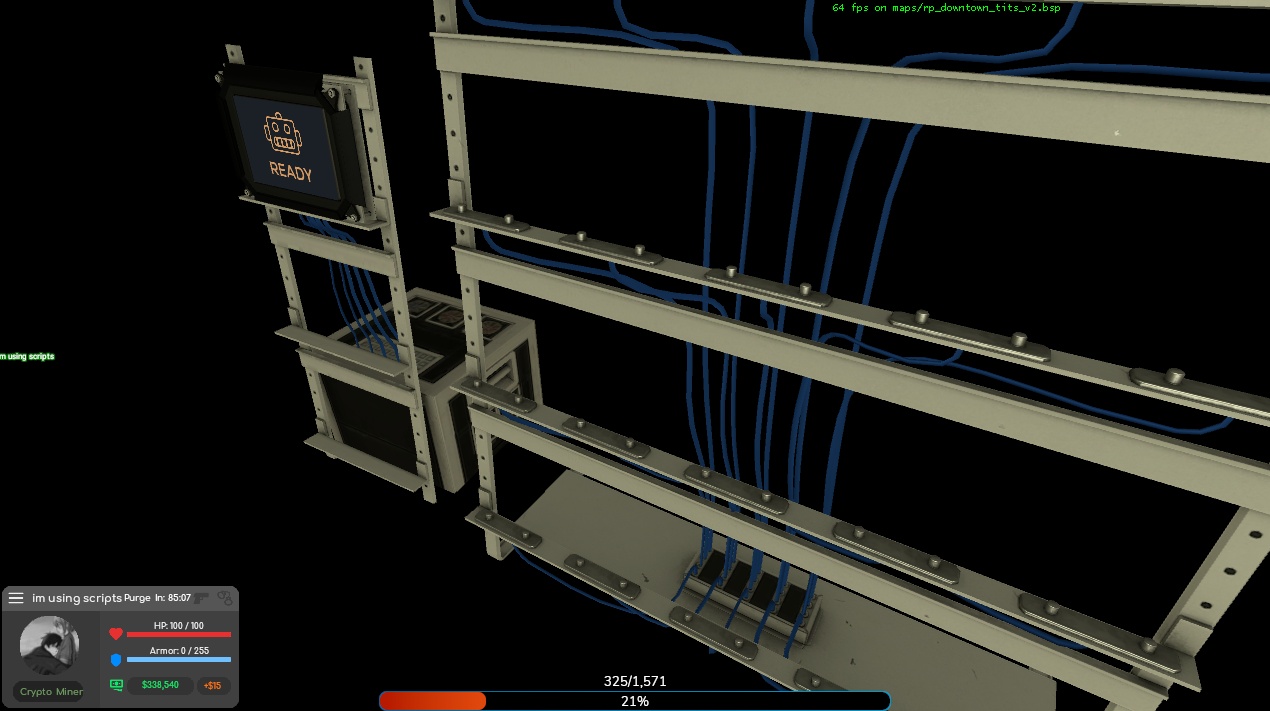 64 fps on maps/rp_downtown_tits_v2.bsp
READY
m using scripts
im using scripts Purge In: 85:07
HP: 100 / 100
Armor: 0 / 255
Crypto Miner
$338,540
+$15
325/1,571
21%